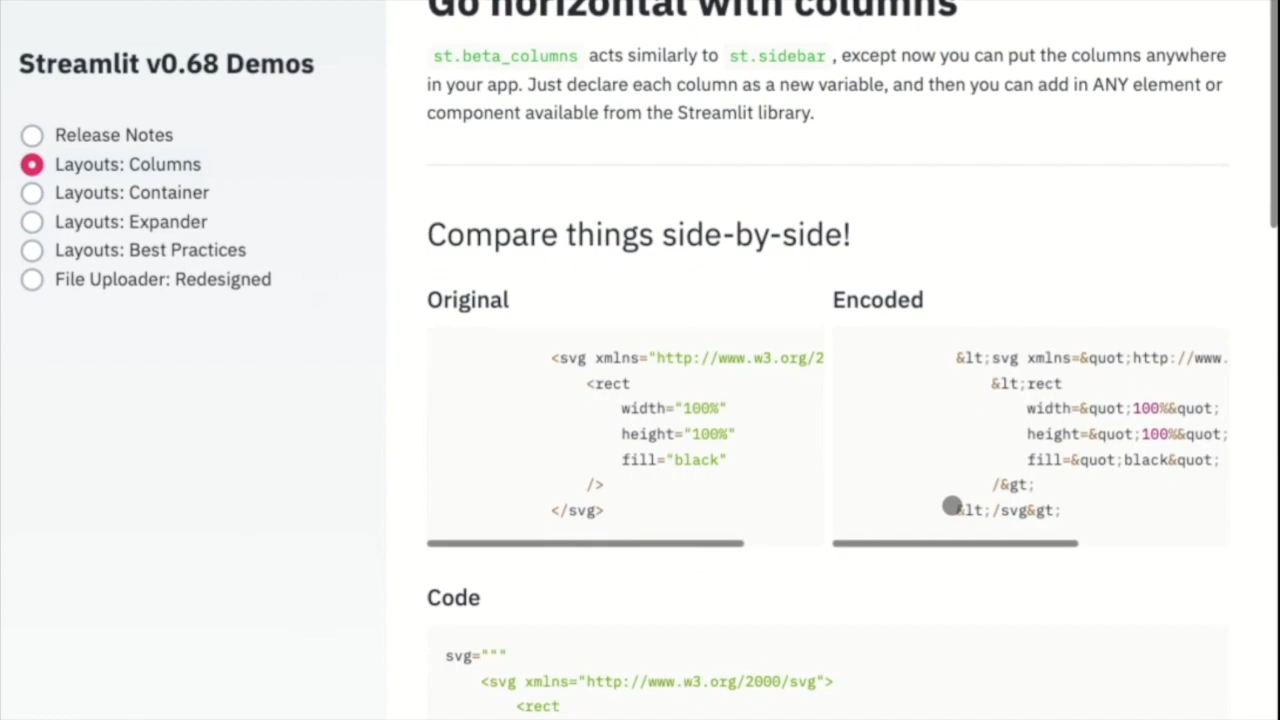 Go horizontal with columns
Streamlit v0.68 Demos
Release Notes
Layouts: Columns
Layouts: Container
Layouts: Expander
Layouts: Best Practices
File Uploader: Redesigned
st.beta_columns acts similarly to st.sidebar , except now you can put the columns anywhere
in your app. Just declare each column as a new variable, and then you can add in ANY element or
component available from the Streamlit library.
Compare things side-by-side!
Original
<svg xmlns="http://www.w3.org/2
<rect
width="100%"
height="100%"
fill="black"
/>
</svg>
Encoded
&lt;svg xmlns=&quot;http://www.
&lt;rect
width=&quot;100%&quot;
height=&quot;100%&quot;
fill=&quot;black&quot;
/&gt;
&lt;/svg&gt;
Code
svg="""
<svg xmlns="http://www.w3.org/2000/svg">
<rect